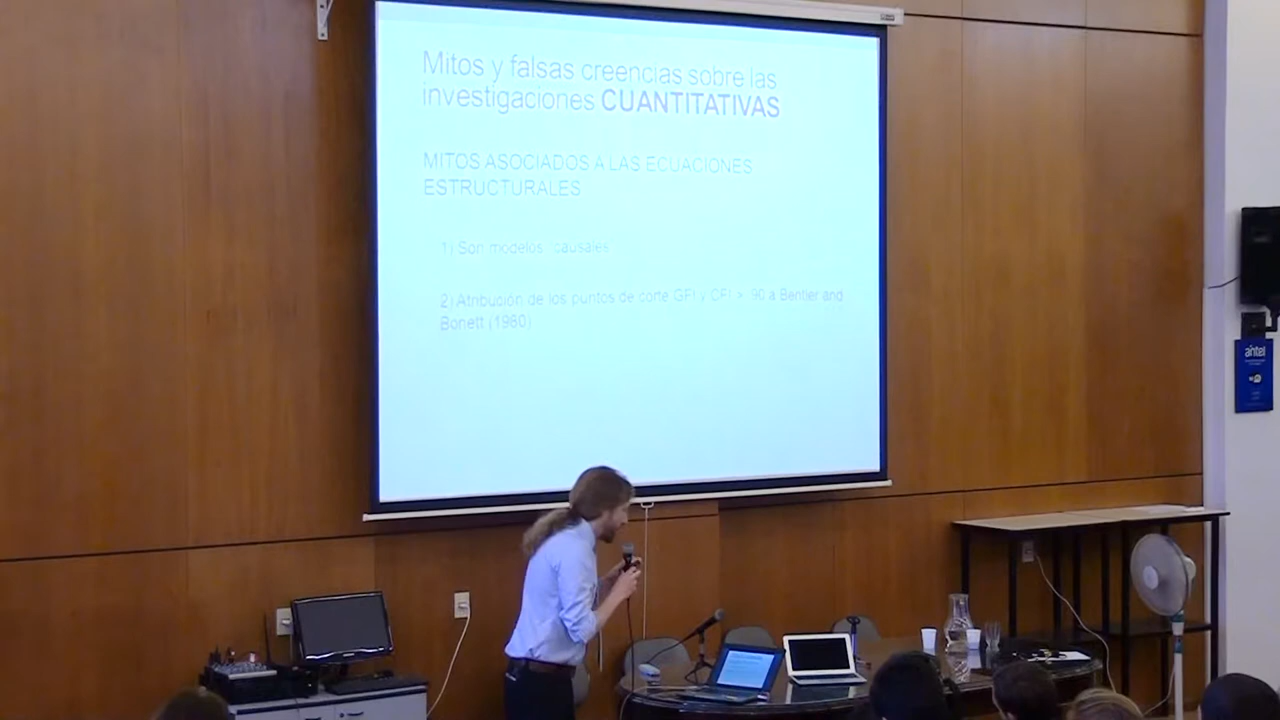 Mitos y falsas creencias sobre las
investigaciones CUANTITATIVAS
MITOS ASOCIADOS A LAS ECUACIONES
ESTRUCTURALES
1) Son modelos causales
2) Atribución de los puntos de corte GFI y CFI > .90 a Bentler and
Bonett (1980)
antel